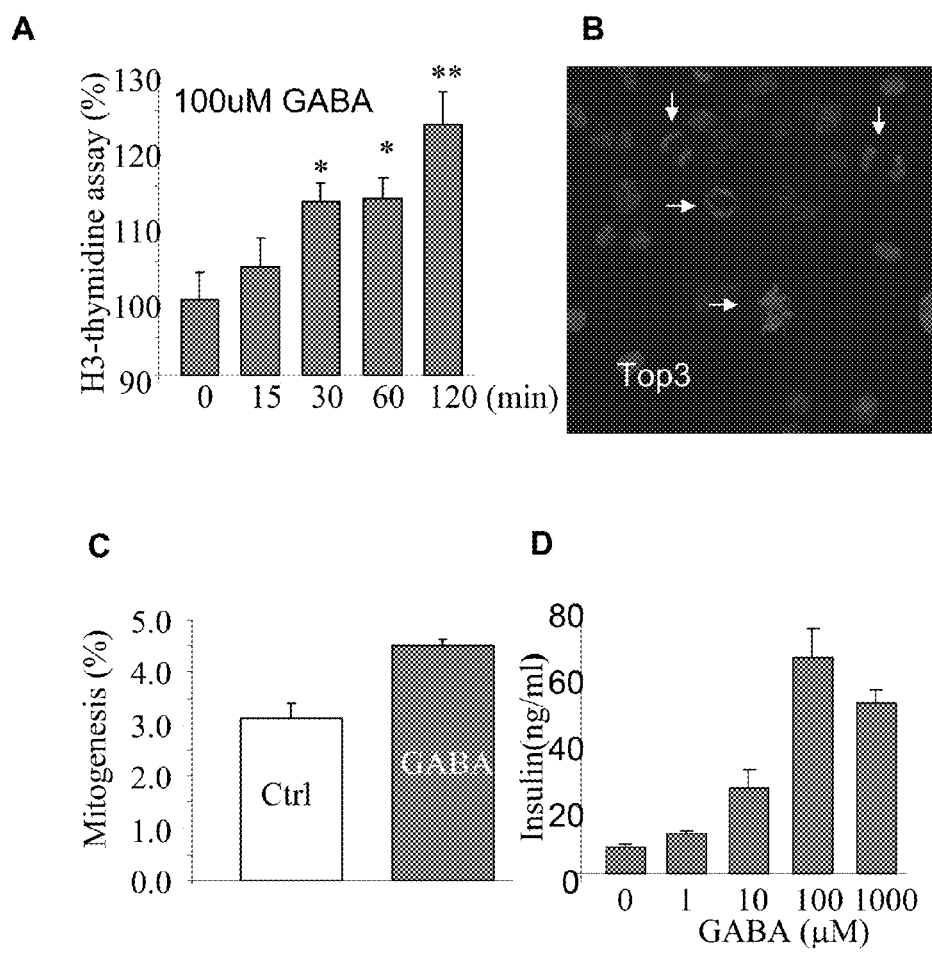 A
H3-thymidine assay (%)
130
120
110
100
90
100uM GABA
*
*
**
0 15 30 60 120 (min)
B
Top3
C
Mitogenesis (%)
5.0
4.0
3.0
2.0
1.0
0.0
Ctrl
GABA
D
Insulin(ng/ml)
80
60
40
20
0
0 1 10 100 1000
GABA (μM)